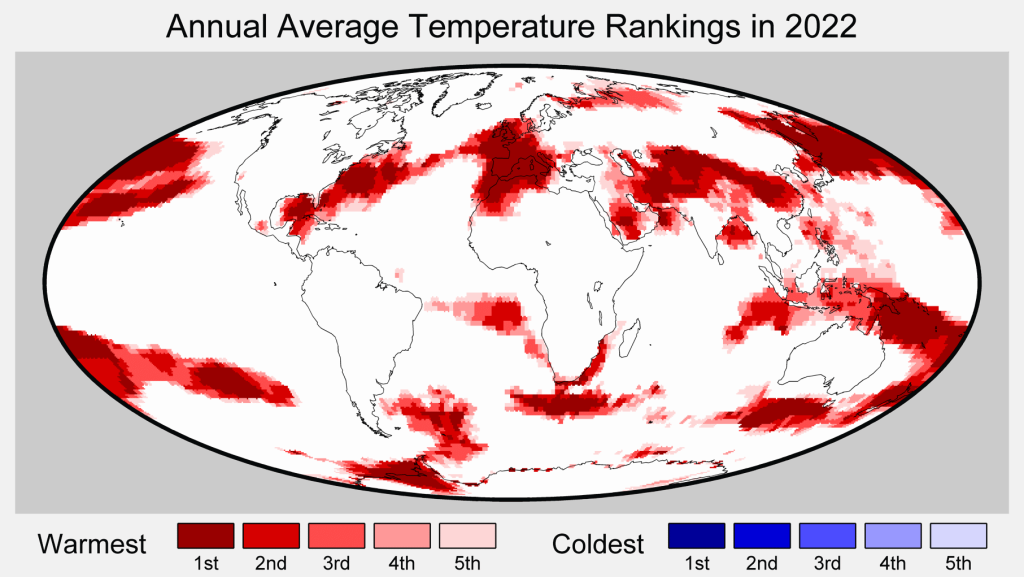 Annual Average Temperature Rankings in 2022
Warmest
1st 2nd 3rd 4th 5th
Coldest
1st 2nd 3rd 4th 5th